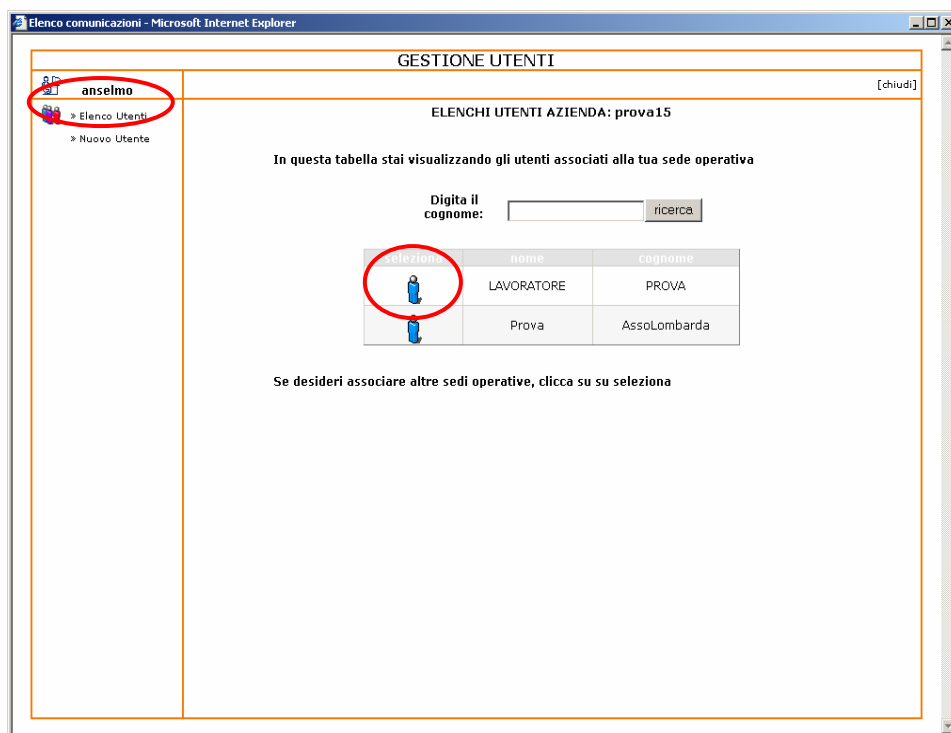 Elenco comunicazioni - Microsoft Internet Explorer
GESTIONE UTENTI
anselmo
[chiudi]
» Elenco Utenti
» Nuovo Utente
ELENCHI UTENTI AZIENDA: prova15
In questa tabella stai visualizzando gli utenti associati alla tua sede operativa
Digita il
cognome:
ricerca
seleziona nome cognome
LAVORATORE PROVA
Prova AssoLombarda
Se desideri associare altre sedi operative, clicca su su seleziona